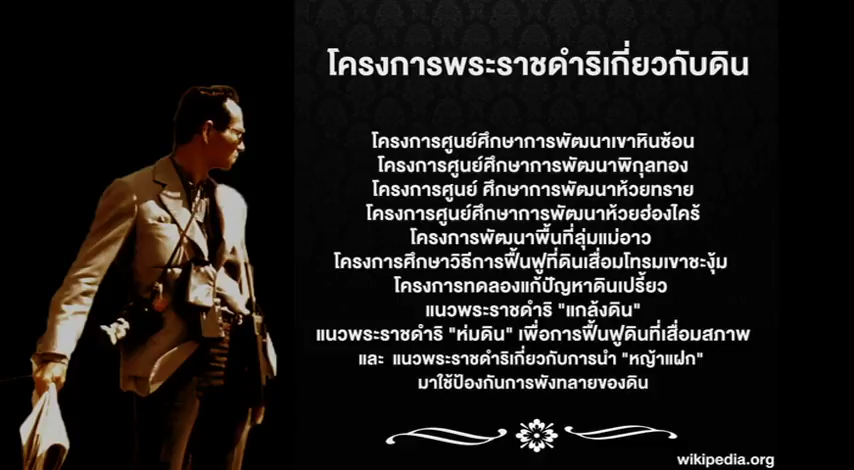 โครงการพระราชดำริเกี่ยวกับดิน
โครงการศูนย์ศึกษาการพัฒนาเขาหินซ้อน
โครงการศูนย์ศึกษาการพัฒนาพิกุลทอง
โครงการศูนย์ ศึกษาการพัฒนาห้วยทราย
โครงการศูนย์ศึกษาการพัฒนาห้วยฮ่องไคร้
โครงการพัฒนาพื้นที่ลุ่มแม่อาว
โครงการศึกษาวิธีการฟื้นฟูที่ดินเสื่อมโทรมเขาชะงุ้ม
โครงการทดลองแก้ปัญหาดินเปรี้ยว
แนวพระราชดำริ "แกล้งดิน"
แนวพระราชดำริ "ห่มดิน" เพื่อการฟื้นฟูดินที่เสื่อมสภาพ
และ แนวพระราชดำริเกี่ยวกับการนำ "หญ้าแฝก"
มาใช้ป้องกันการพังทลายของดิน
wikipedia.org